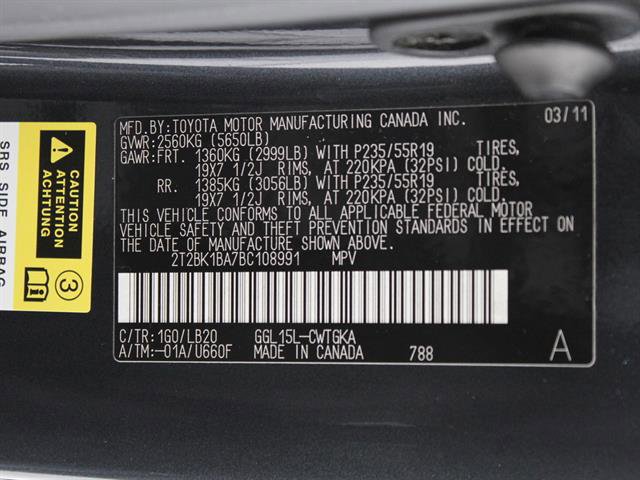 MFD.BY:TOYOTA MOTOR MANUFACTURING CANADA INC. 03/11
GVWR:2560KG (5650LB)
GAWR:FRT. 1360KG (2999LB) WITH P235/55R19 TIRES,
19X7 1/2J RIMS, AT 220KPA (32PSI) COLD.
RR. 1385KG (3056LB) WITH P235/55R19 TIRES,
19X7 1/2J RIMS, AT 220KPA (32PSI) COLD.
THIS VEHICLE CONFORMS TO ALL APPLICABLE FEDERAL MOTOR
VEHICLE SAFETY AND THEFT PREVENTION STANDARDS IN EFFECT ON
THE DATE OF MANUFACTURE SHOWN ABOVE.
2T2BK1BA7BC108991 MPV
C/TR:1G0/LB20 GGL15L-CWTGKA
A/TM:-01A/U660F MADE IN CANADA 788 A
CAUTION
ATTENTION
ACHTUNG
3
SRS SIDE AIRBAG